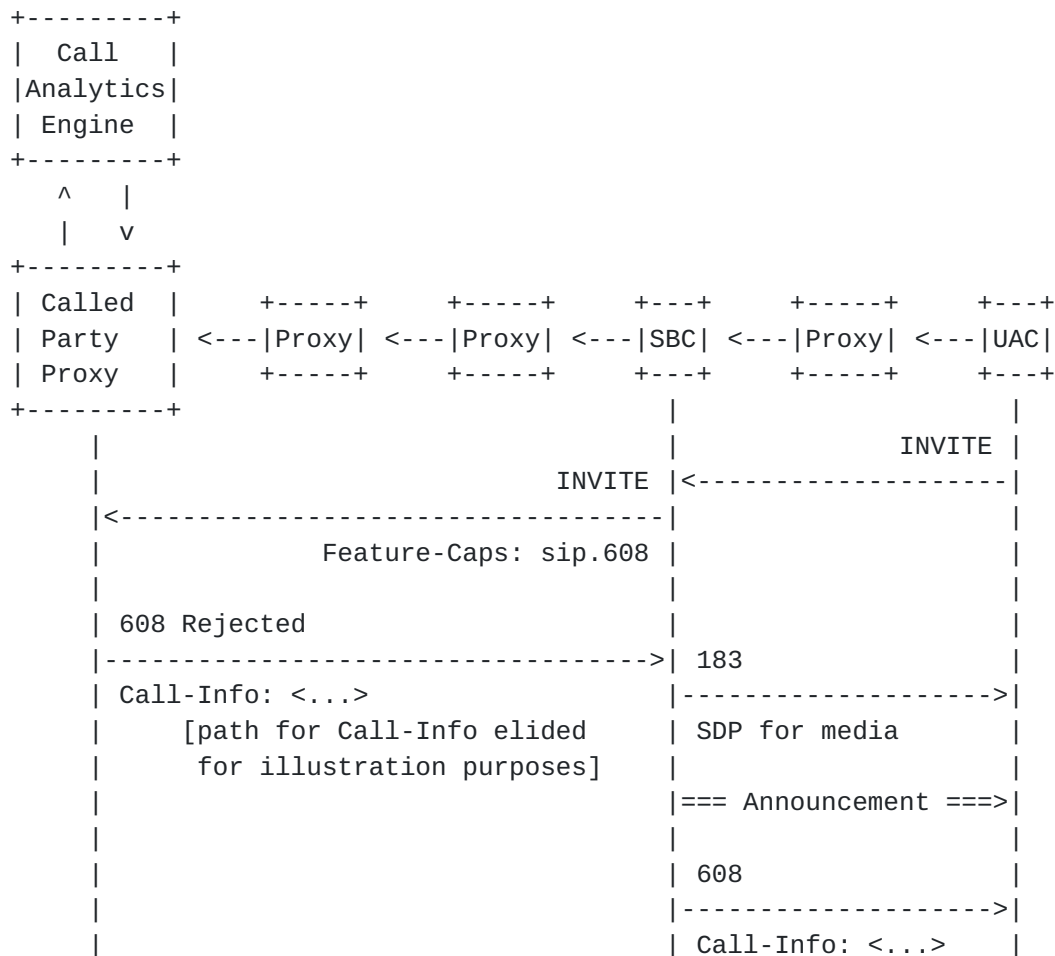 +---------+
|  Call   |
|Analytics|
| Engine  |
+---------+
   ^   |
   |   v
+---------+
| Called  |     +-----+     +-----+     +---+     +-----+     +---+
| Party   | <---|Proxy| <---|Proxy| <---|SBC| <---|Proxy| <---|UAC|
| Proxy   |     +-----+     +-----+     +---+     +-----+     +---+
+---------+                               |                     |
     |                                    |              INVITE |
     |                             INVITE |<--------------------|
     |<-----------------------------------|                     |
     |              Feature-Caps: sip.608 |                     |
     |                                    |                     |
     | 608 Rejected                       |                     |
     |----------------------------------->| 183                 |
     | Call-Info: <...>                   |-------------------->|
     |     [path for Call-Info elided     | SDP for media       |
     |      for illustration purposes]    |                     |
     |                                    |=== Announcement ===>|
     |                                    |                     |
     |                                    | 608                 |
     |                                    |-------------------->|
     |                                    | Call-Info: <...>    |